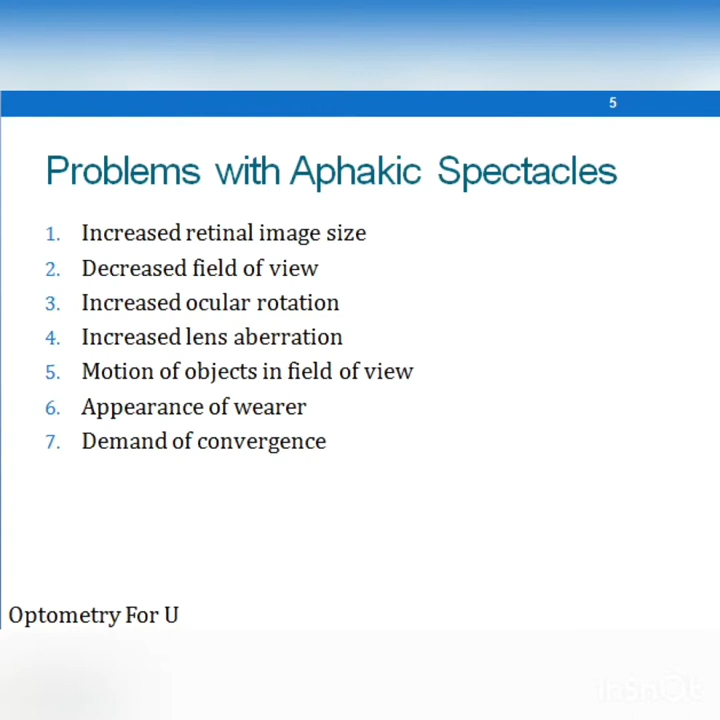 5
Problems with Aphakic Spectacles
1. Increased retinal image size
2. Decreased field of view
3. Increased ocular rotation
4. Increased lens aberration
5. Motion of objects in field of view
6. Appearance of wearer
7. Demand of convergence
Optometry For U
InShOt